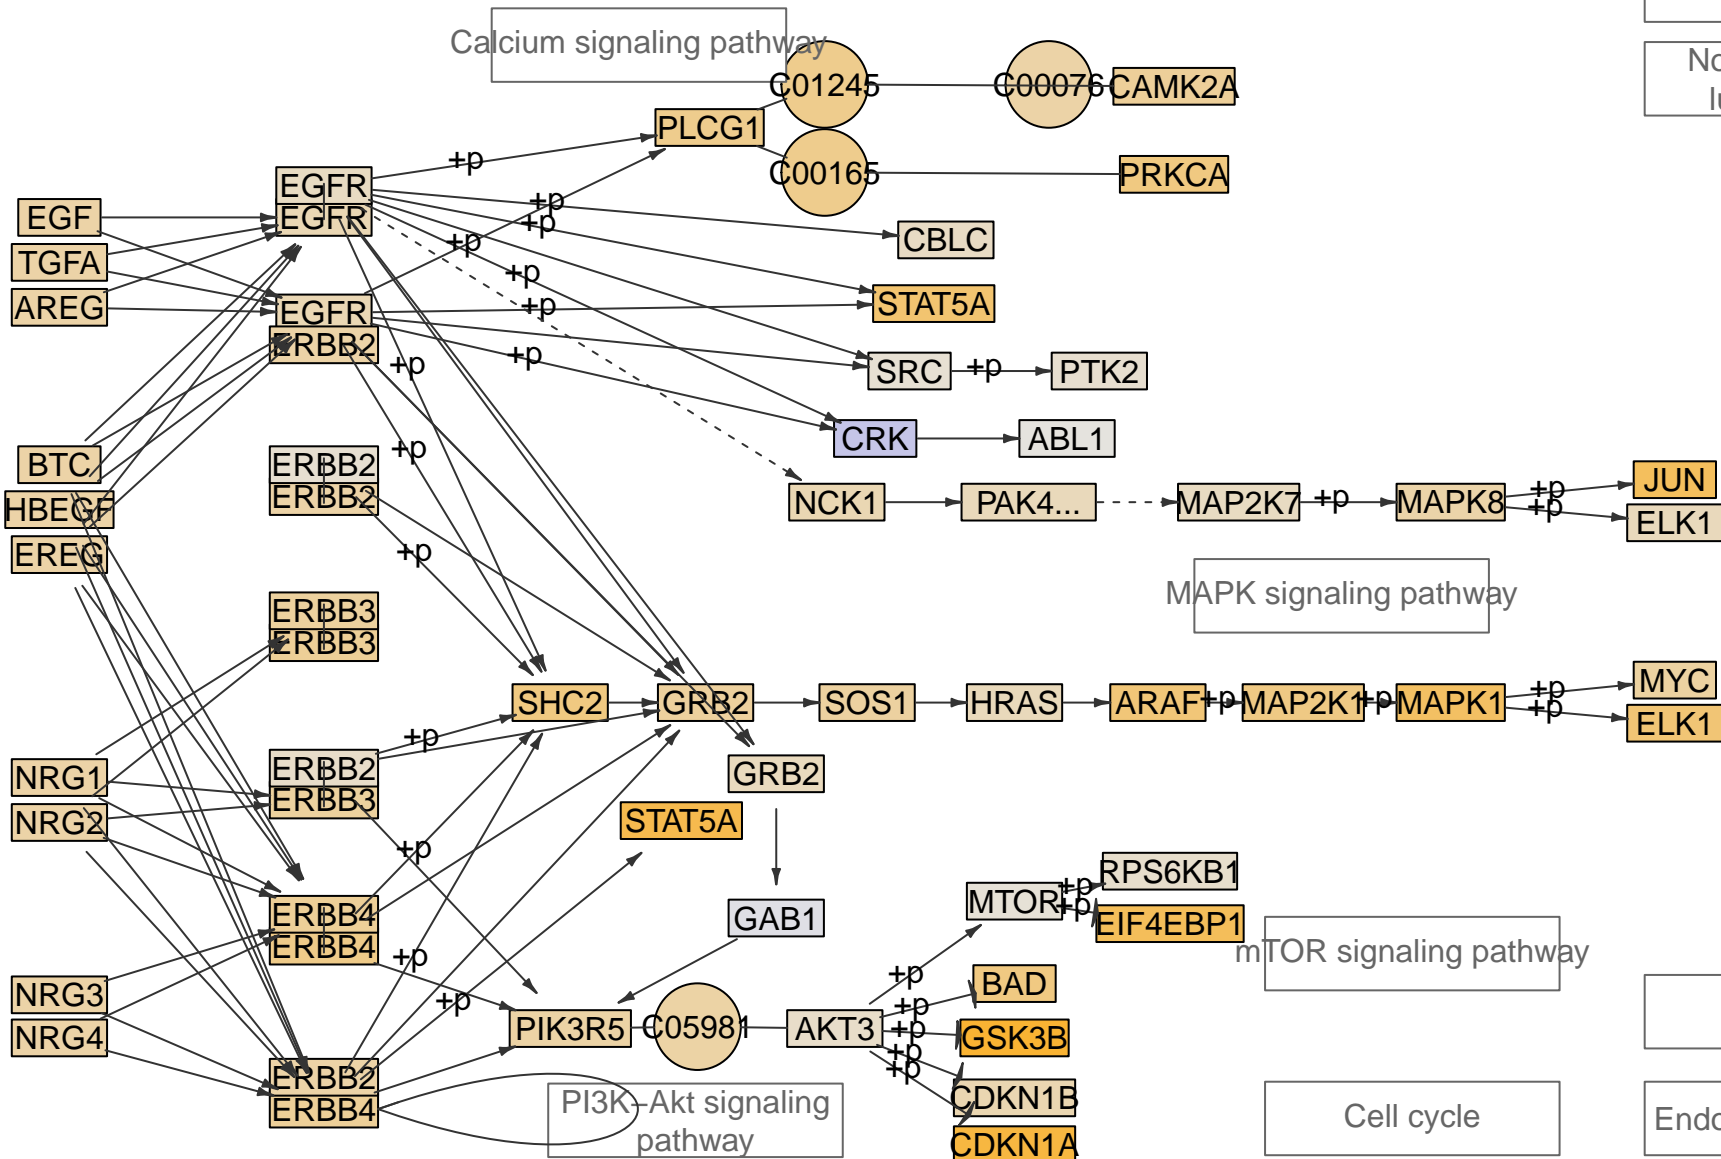 Calcium signaling pathway
No
lu
C01245
C00076
CAMK2A
PLCG1
C00165
PRKCA
+p
EGFR
EGFR
EGF
TGFA
AREG
+p
+p
+p
+p
+p
+p
+p
CBLC
STAT5A
EGFR
ERBB2
SRC
+p
PTK2
CRK
ABL1
BTC
HBEGF
EREG
ERBB2
ERBB2
+p
+p
NCK1
PAK4...
MAP2K7
+p
MAPK8
+p
+p
JUN
ELK1
MAPK signaling pathway
ERBB3
ERBB3
SHC2
GRB2
SOS1
HRAS
ARAF
+p
MAP2K1
+p
MAPK1
+p
+p
MYC
ELK1
NRG1
NRG2
ERBB2
ERBB3
+p
GRB2
STAT5A
+p
ERBB4
ERBB4
+p
+p
GAB1
MTOR
+p
+p
RPS6KB1
EIF4EBP1
mTOR signaling pathway
NRG3
NRG4
PIK3R5
C05981
AKT3
+p
+p
+p
+p
+p
BAD
GSK3B
CDKN1B
CDKN1A
ERBB2
ERBB4
PI3K−Akt signaling
pathway
Cell cycle
Endo